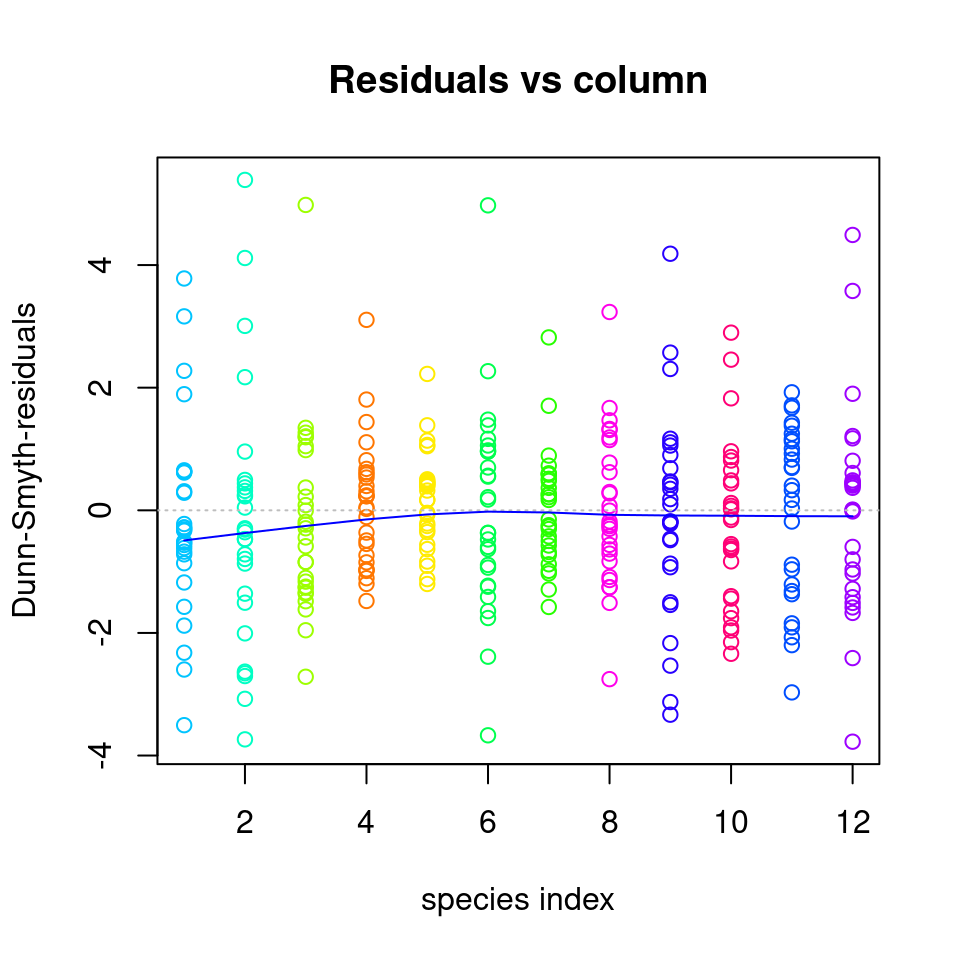 Residuals vs column
Dunn-Smyth-residuals
4
2
0
-2
-4
2 4 6 8 10 12
species index